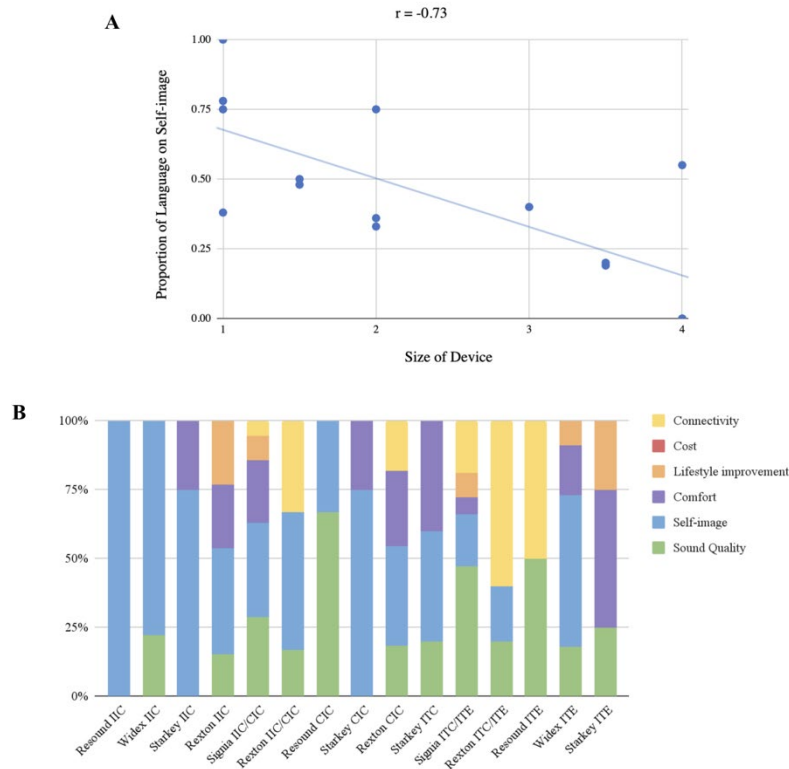 A
r = -0.73
1.00
0.75
0.50
0.25
0.00
Proportion of Language on Self-image
1
2
3
4
Size of Device
B
100%
75%
50%
25%
0%
Connectivity
Cost
Lifestyle improvement
Comfort
Self-image
Sound Quality
Resound IIC
Widex IIC
Starkey IIC
Rexton IIC
Signia IIC/CIC
Rexton IIC/CIC
Resound CIC
Starkey CIC
Rexton CIC
Starkey ITC
Signia ITC/ITE
Rexton ITC/ITE
Resound ITE
Widex ITE
Starkey ITE